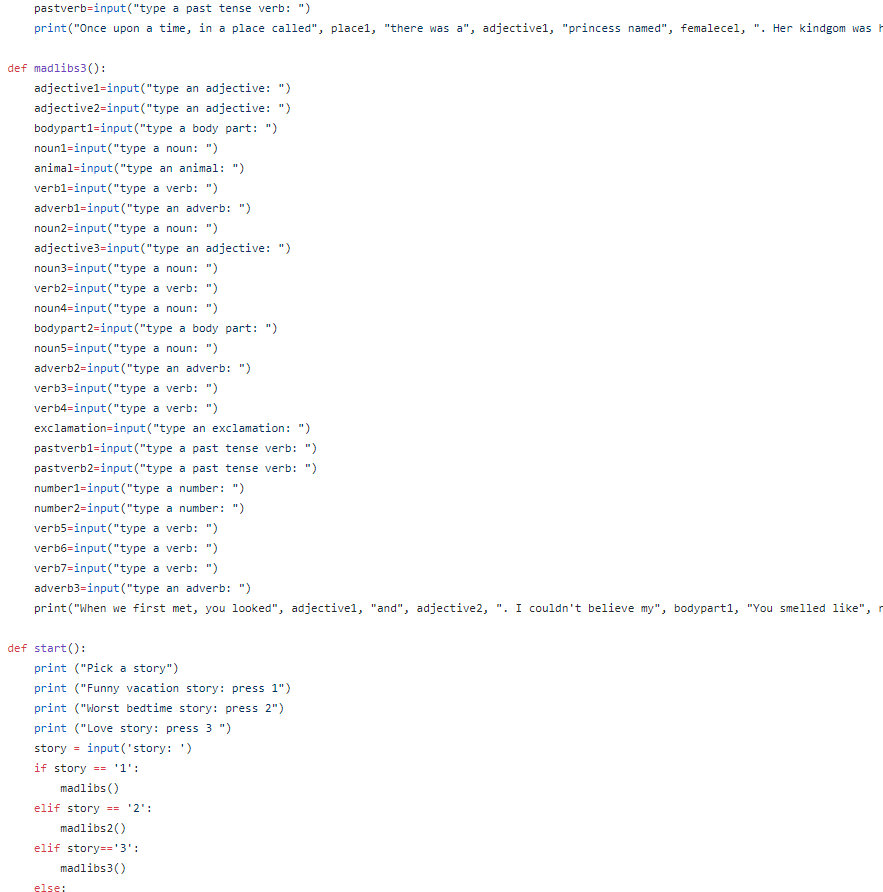 pastverb=input("type a past tense verb: ")
print("Once upon a time, in a place called", place1, "there was a", adjective1, "princess named", femalecel, ". Her kindgom was
def madlibs3():
adjective1=input("type an adjective: ")
adjective2=input("type an adjective: ")
bodypart1=input("type a body part: ")
noun1=input("type a noun: ")
animal=input("type an animal: ")
verb1=input("type a verb: ")
adverb1=input("type an adverb: ")
noun2=input("type a noun: ")
adjective3=input("type an adjective: ")
noun3=input("type a noun: ")
verb2=input("type a verb: ")
noun4=input("type a noun: ")
bodypart2=input("type a body part: ")
noun5=input("type a noun: ")
adverb2=input("type an adverb: ")
verb3=input("type a verb: ")
verb4=input("type a verb: ")
exclamation=input("type an exclamation: ")
pastverb1=input("type a past tense verb: ")
pastverb2=input("type a past tense verb: ")
number1=input("type a number: ")
number2=input("type a number: ")
verb5=input("type a verb: ")
verb6=input("type a verb: ")
verb7=input("type a verb: ")
adverb3=input("type an adverb: ")
print("When we first met, you looked", adjective1, "and", adjective2, ". I couldn't believe my", bodypart1, "You smelled like",
def start():
print ("Pick a story")
print ("Funny vacation story: press 1")
print ("Worst bedtime story: press 2")
print ("Love story: press 3 ")
story = input('story: ')
if story == '1':
madlibs()
elif story == '2':
madlibs2()
elif story=='3':
madlibs3()
else: